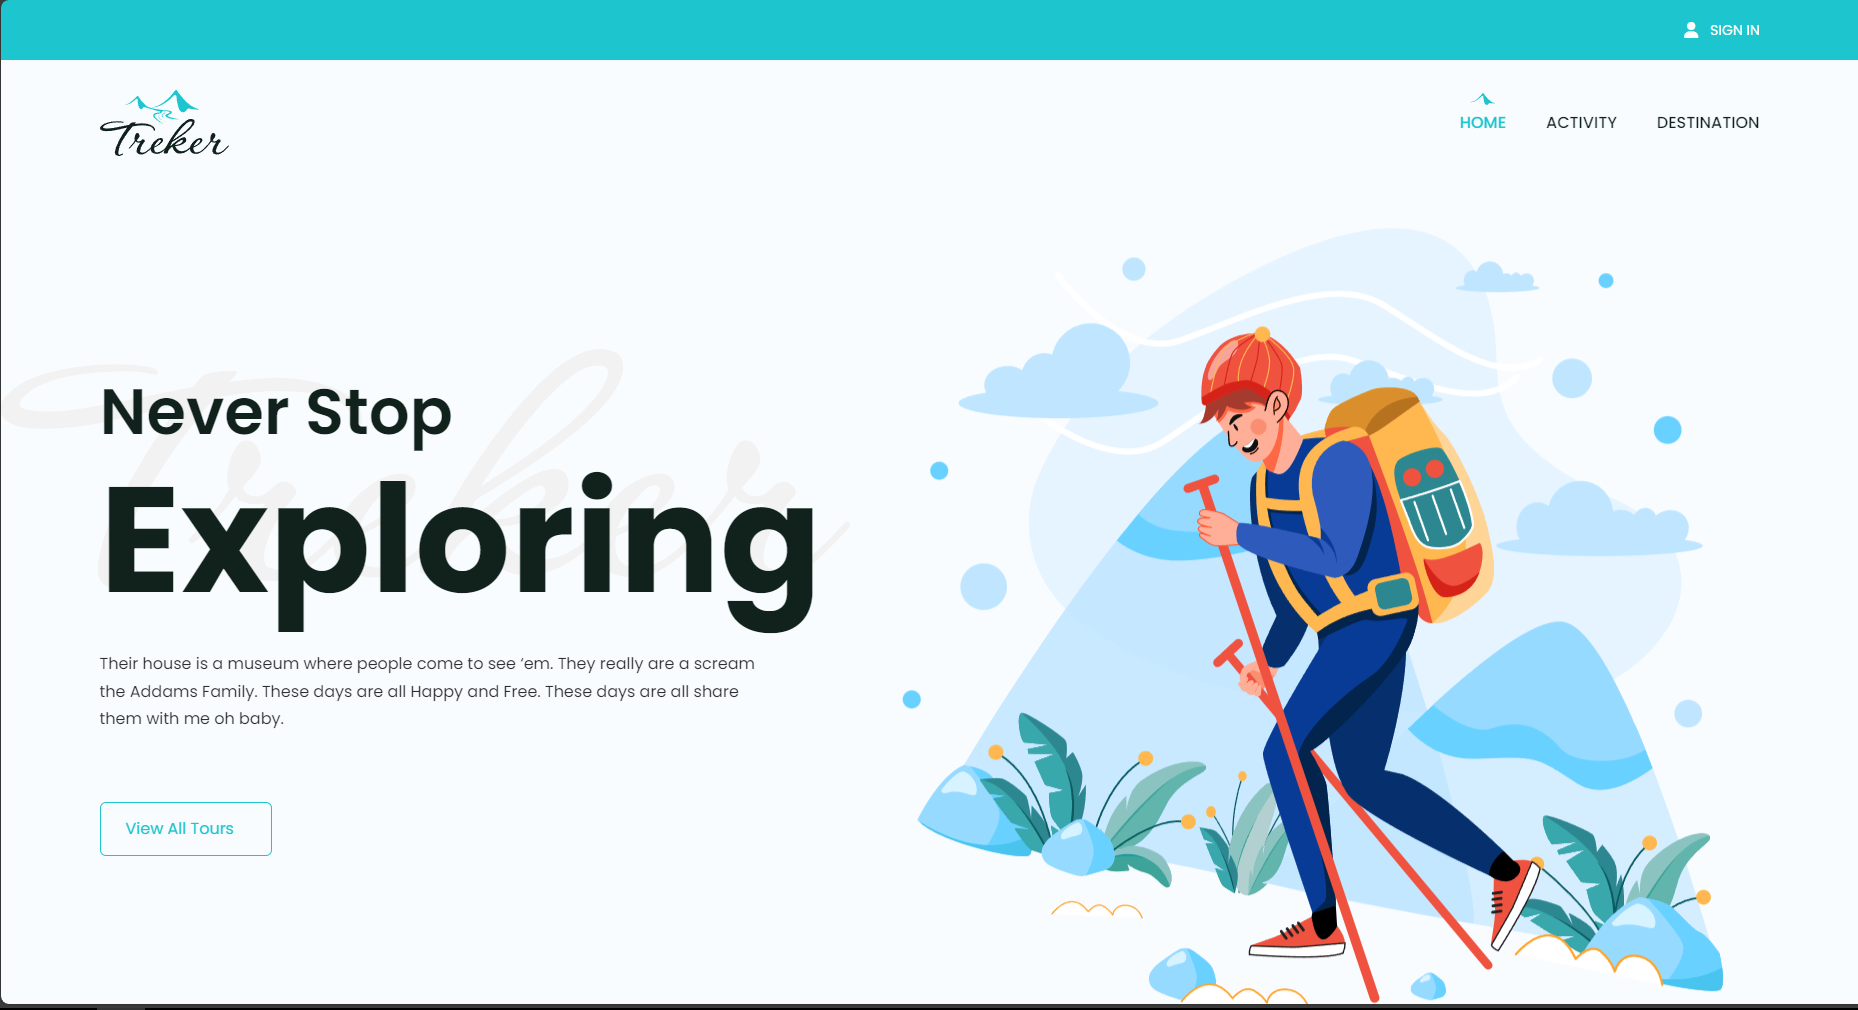 SIGN IN
Treker
HOME
ACTIVITY
DESTINATION
Treker
Never Stop
Exploring
Their house is a museum where people come to see ‘em. They really are a scream
the Addams Family. These days are all Happy and Free. These days are all share
them with me oh baby.
View All Tours